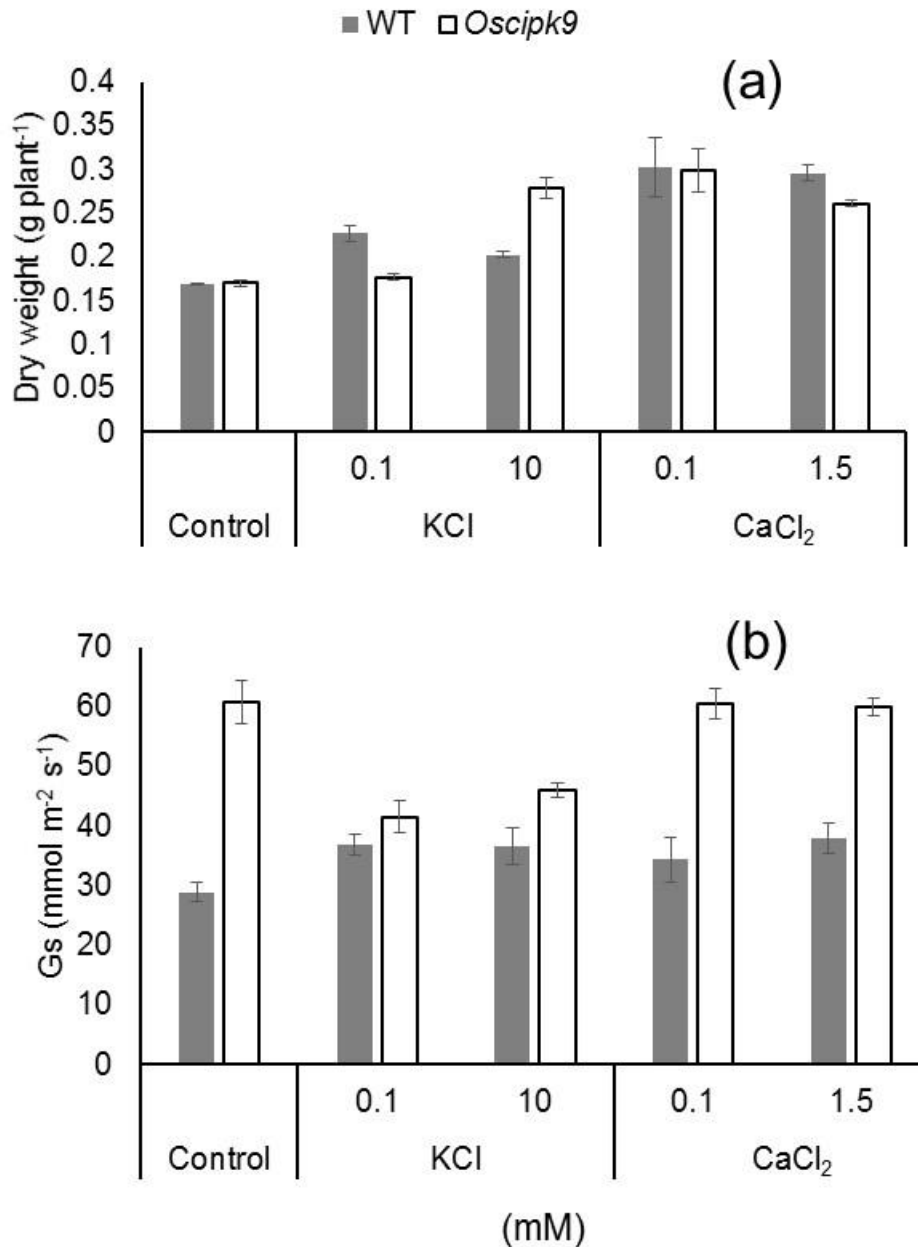 WT Oscipk9
(a)
Dry weight (g plant⁻¹)
0.4
0.35
0.3
0.25
0.2
0.15
0.1
0.05
0
0.1 10 0.1 1.5
Control KCl CaCl₂
(b)
Gs (mmol m⁻² s⁻¹)
70
60
50
40
30
20
10
0
0.1 10 0.1 1.5
Control KCl CaCl₂
(mM)